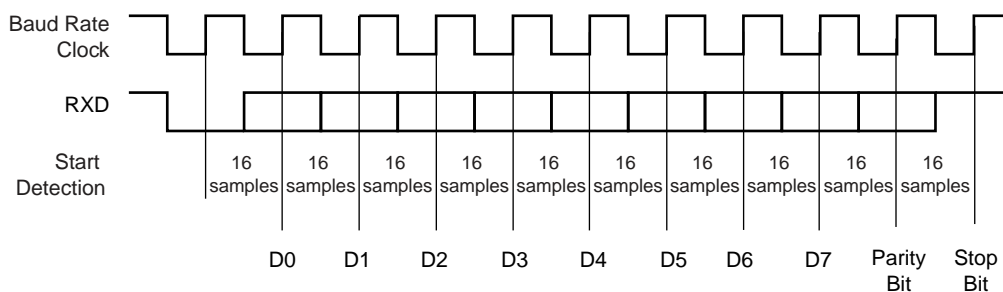 Baud Rate
Clock
RXD
Start
Detection
16 16 16 16 16 16 16 16 16 16
samples samples samples samples samples samples samples samples samples samples
D0 D1 D2 D3 D4 D5 D6 D7 Parity Stop
Bit Bit